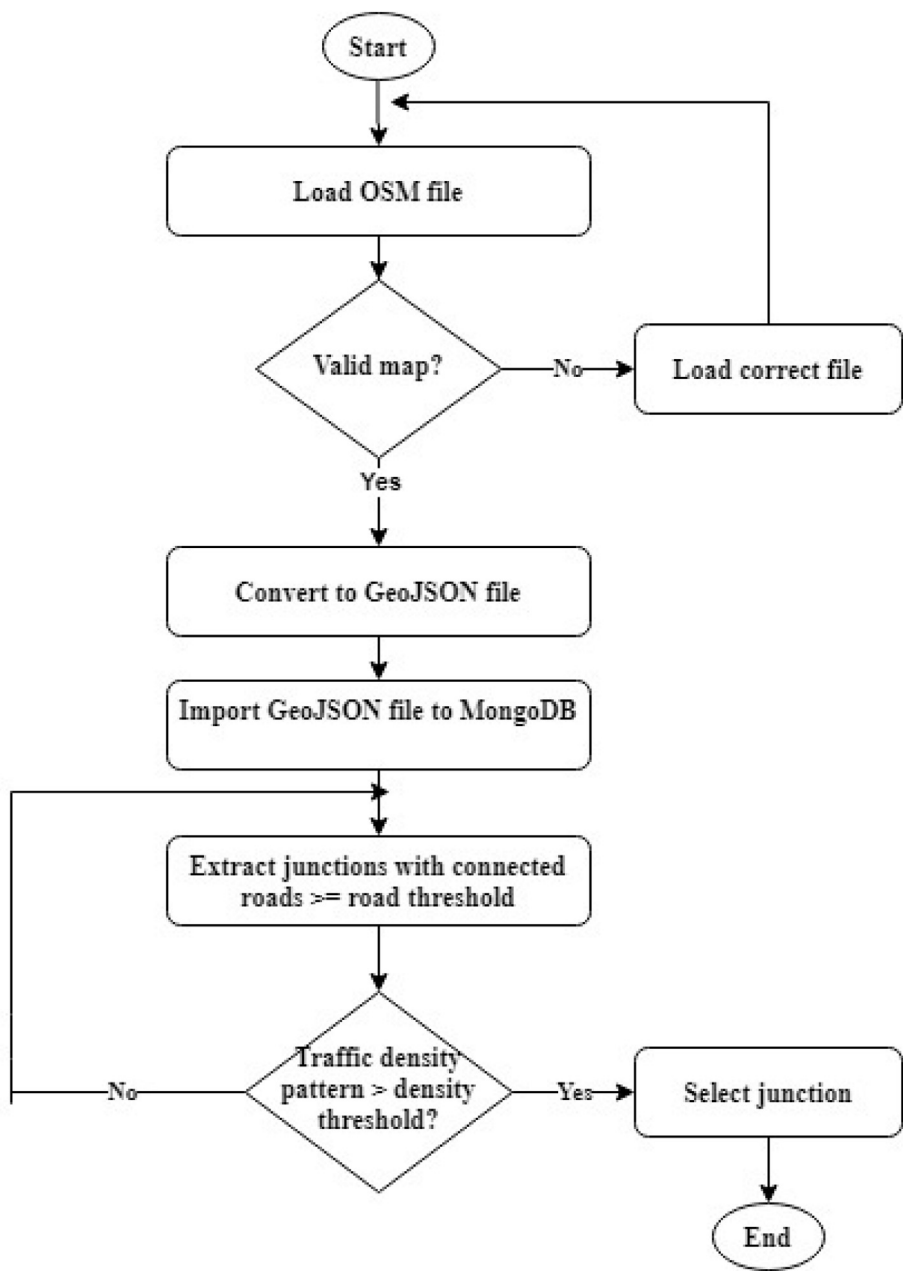 Start
Load OSM file
Valid map?
No
Load correct file
Yes
Convert to GeoJSON file
Import GeoJSON file to MongoDB
Extract junctions with connected
roads >= road threshold
Traffic density
pattern > density
threshold?
No
Yes
Select junction
End